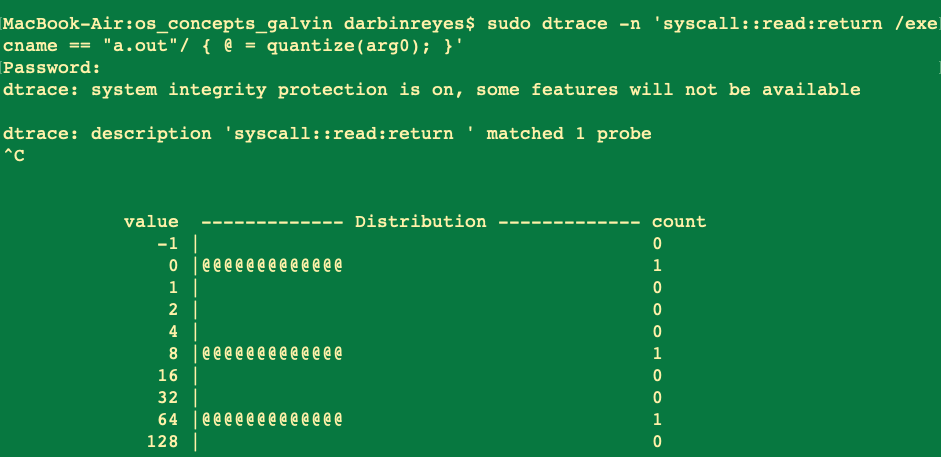 MacBook-Air:os_concepts_galvin darbinreyes$ sudo dtrace -n 'syscall::read:return /exe
cname == "a.out"/ { @ = quantize(arg0); }'
Password:
dtrace: system integrity protection is on, some features will not be available
dtrace: description 'syscall::read:return ' matched 1 probe
^C
value ------------- Distribution ------------- count
-1 | 0
0 |@@@@@@@@@@@@@ 1
1 | 0
2 | 0
4 | 0
8 |@@@@@@@@@@@@@ 1
16 | 0
32 | 0
64 |@@@@@@@@@@@@@ 1
128 | 0